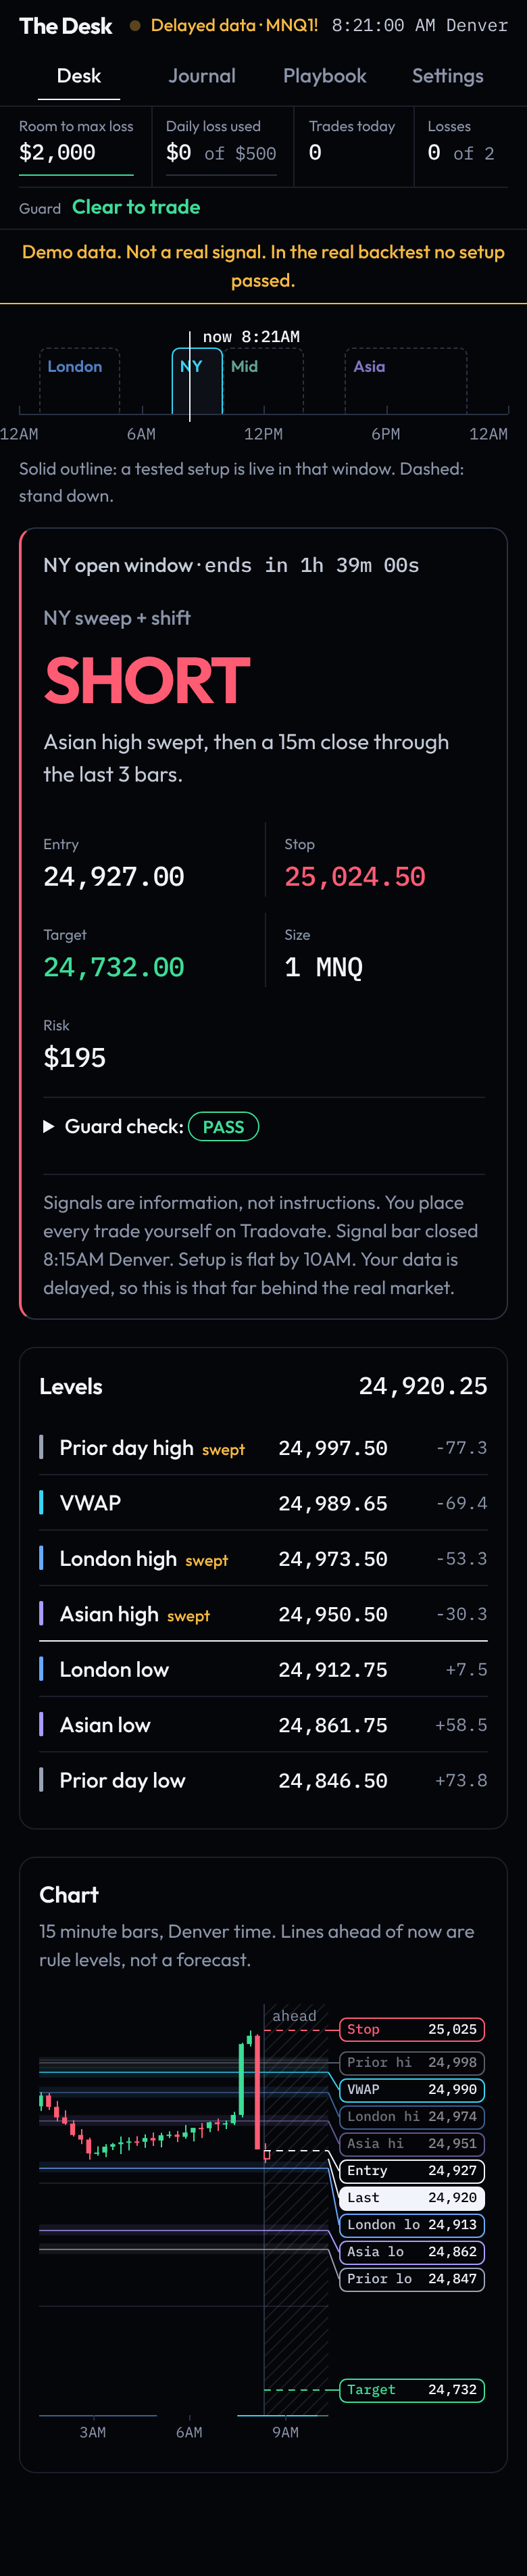 The Desk
Delayed data · MNQ1!
8:21:00 AM Denver
Desk
Journal
Playbook
Settings
Room to max loss
$2,000
Daily loss used
$0 of $500
Trades today
0
Losses
0 of 2
Guard Clear to trade
Demo data. Not a real signal. In the real backtest no setup
passed.
now 8:21AM
London
NY
Mid
Asia
12AM
6AM
12PM
6PM
12AM
Solid outline: a tested setup is live in that window. Dashed:
stand down.
NY open window · ends in 1h 39m 00s
NY sweep + shift
SHORT
Asian high swept, then a 15m close through
the last 3 bars.
Entry
24,927.00
Stop
25,024.50
Target
24,732.00
Size
1 MNQ
Risk
$195
Guard check: PASS
Signals are information, not instructions. You place
every trade yourself on Tradovate. Signal bar closed
8:15AM Denver. Setup is flat by 10AM. Your data is
delayed, so this is that far behind the real market.
Levels 24,920.25
Prior day high swept 24,997.50 -77.3
VWAP 24,989.65 -69.4
London high swept 24,973.50 -53.3
Asian high swept 24,950.50 -30.3
London low 24,912.75 +7.5
Asian low 24,861.75 +58.5
Prior day low 24,846.50 +73.8
Chart
15 minute bars, Denver time. Lines ahead of now are
rule levels, not a forecast.
ahead
Stop 25,025
Prior hi 24,998
VWAP 24,990
London hi 24,974
Asia hi 24,951
Entry 24,927
Last 24,920
London lo 24,913
Asia lo 24,862
Prior lo 24,847
Target 24,732
3AM
6AM
9AM